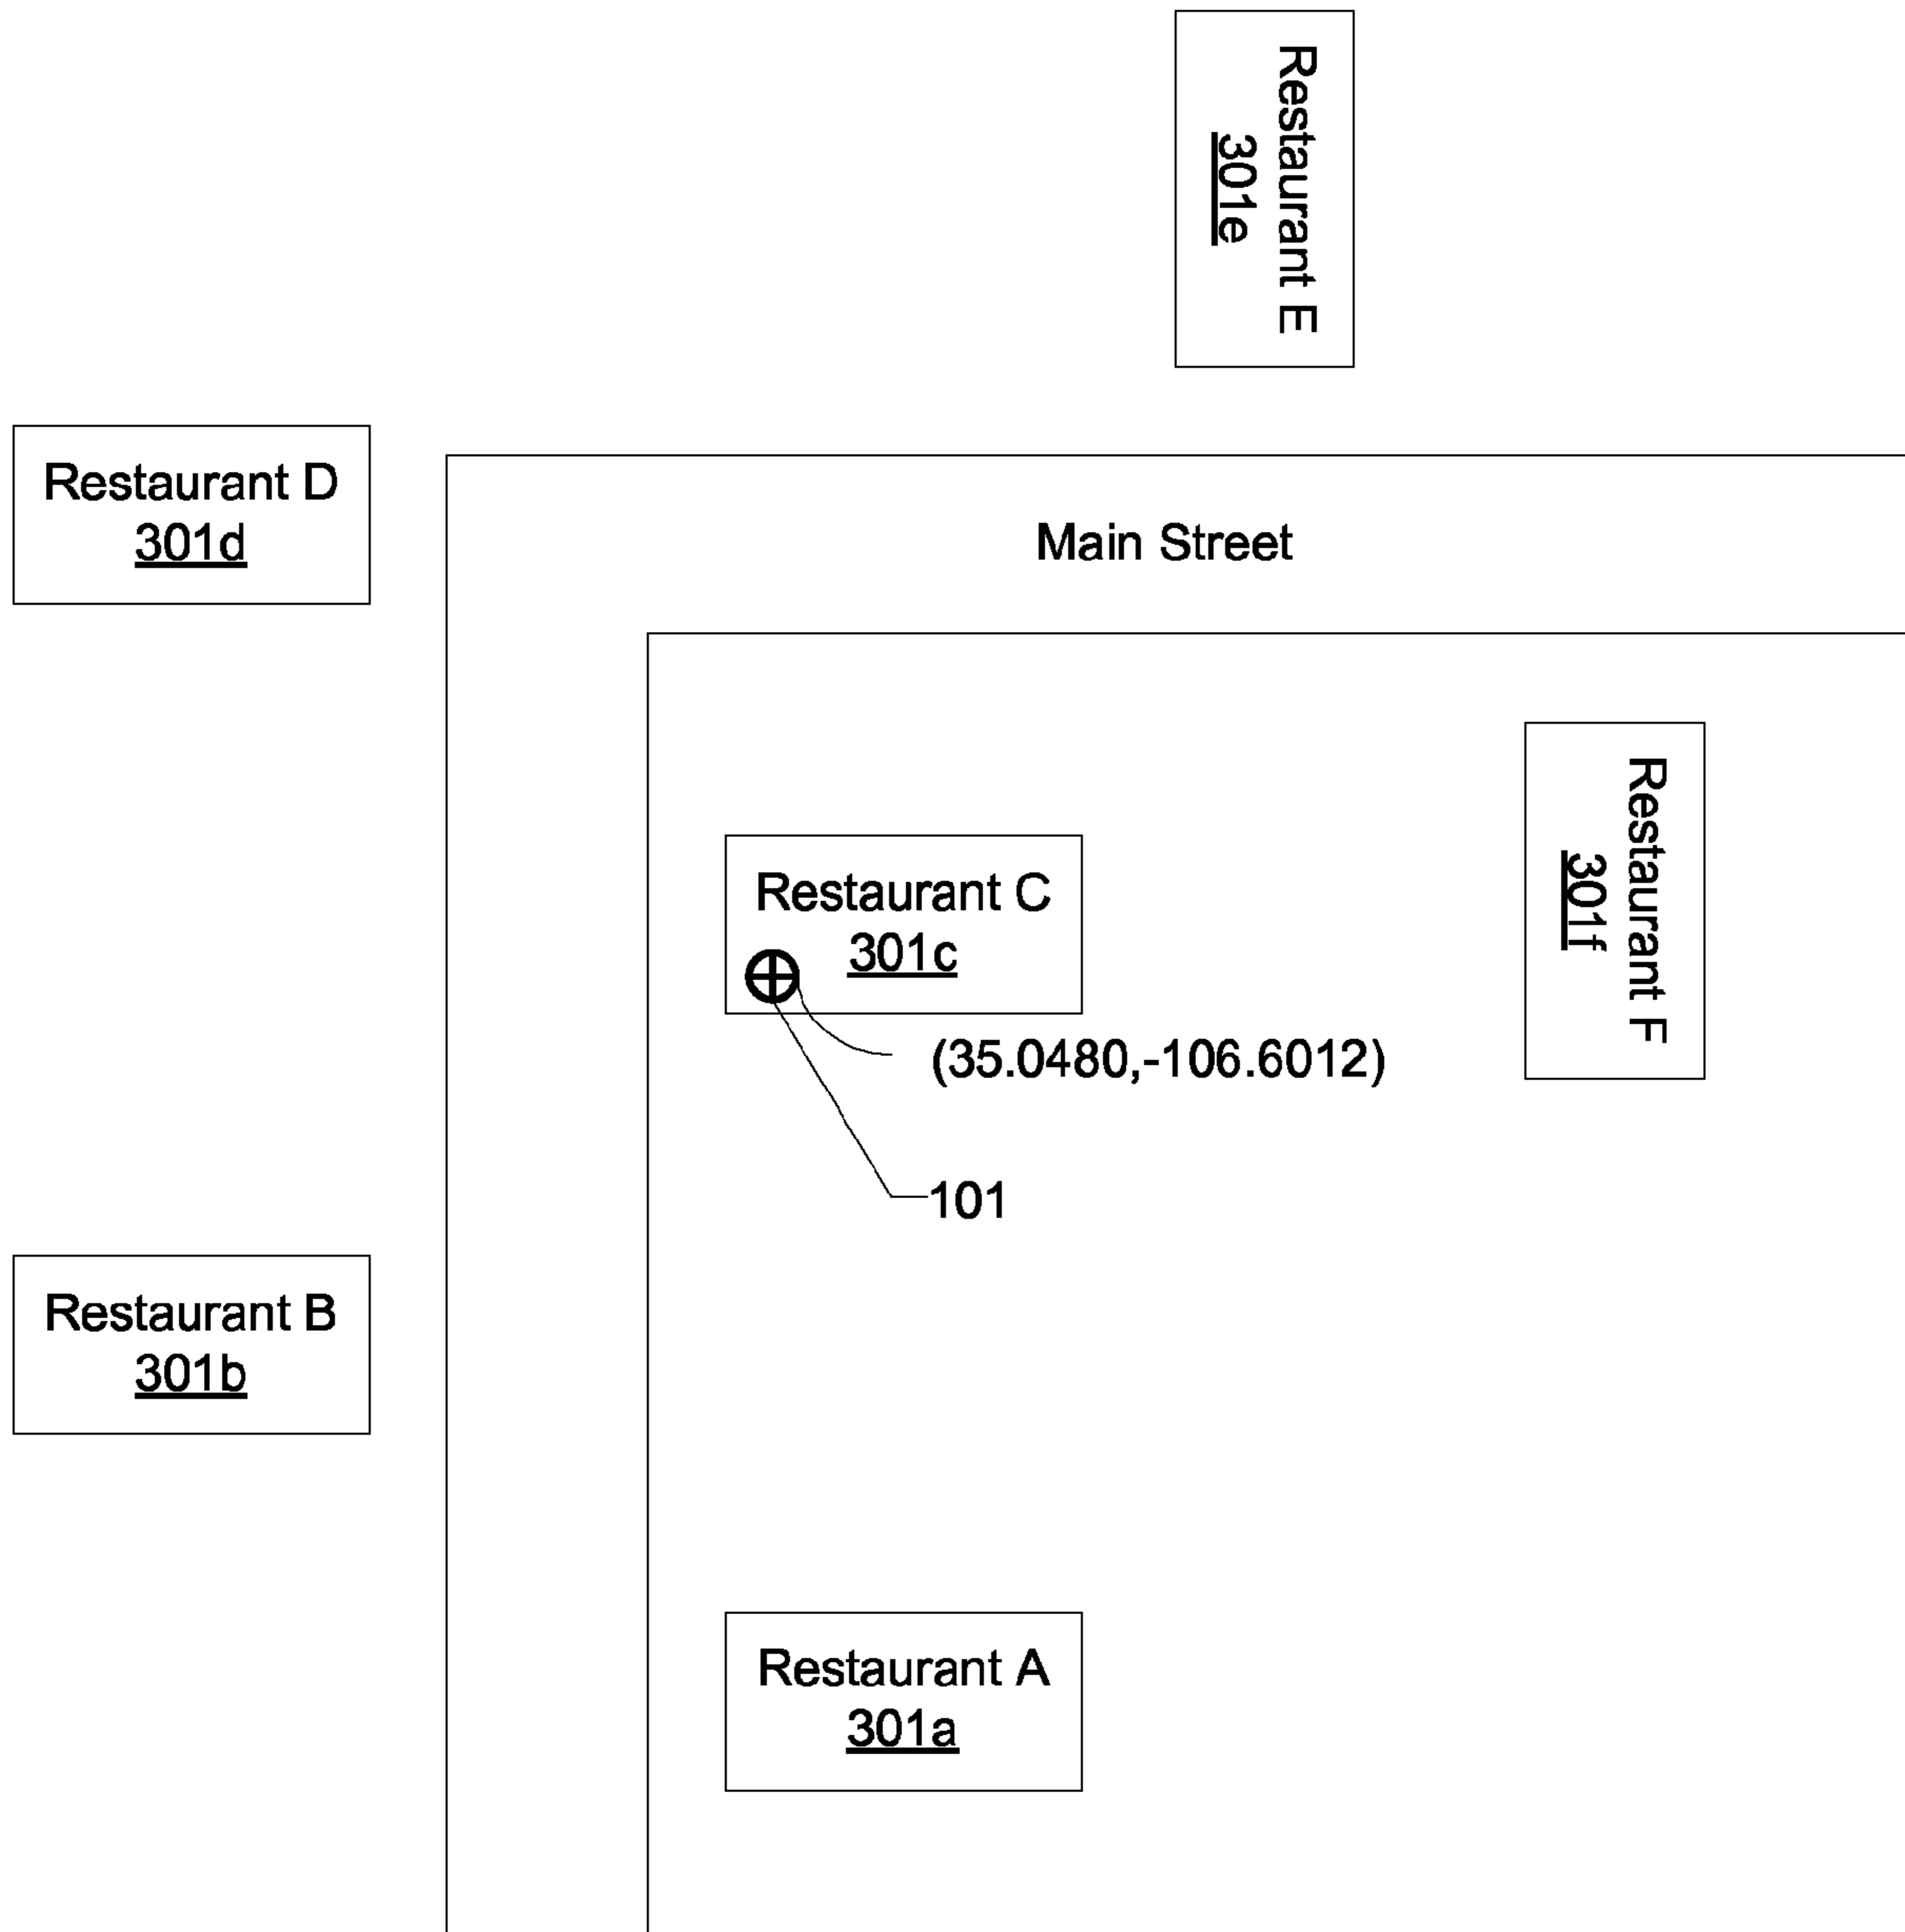 Restaurant E
301e
Restaurant D
301d
Main Street
Restaurant F
301f
Restaurant C
301c
(35.0480,-106.6012)
101
Restaurant B
301b
Restaurant A
301a